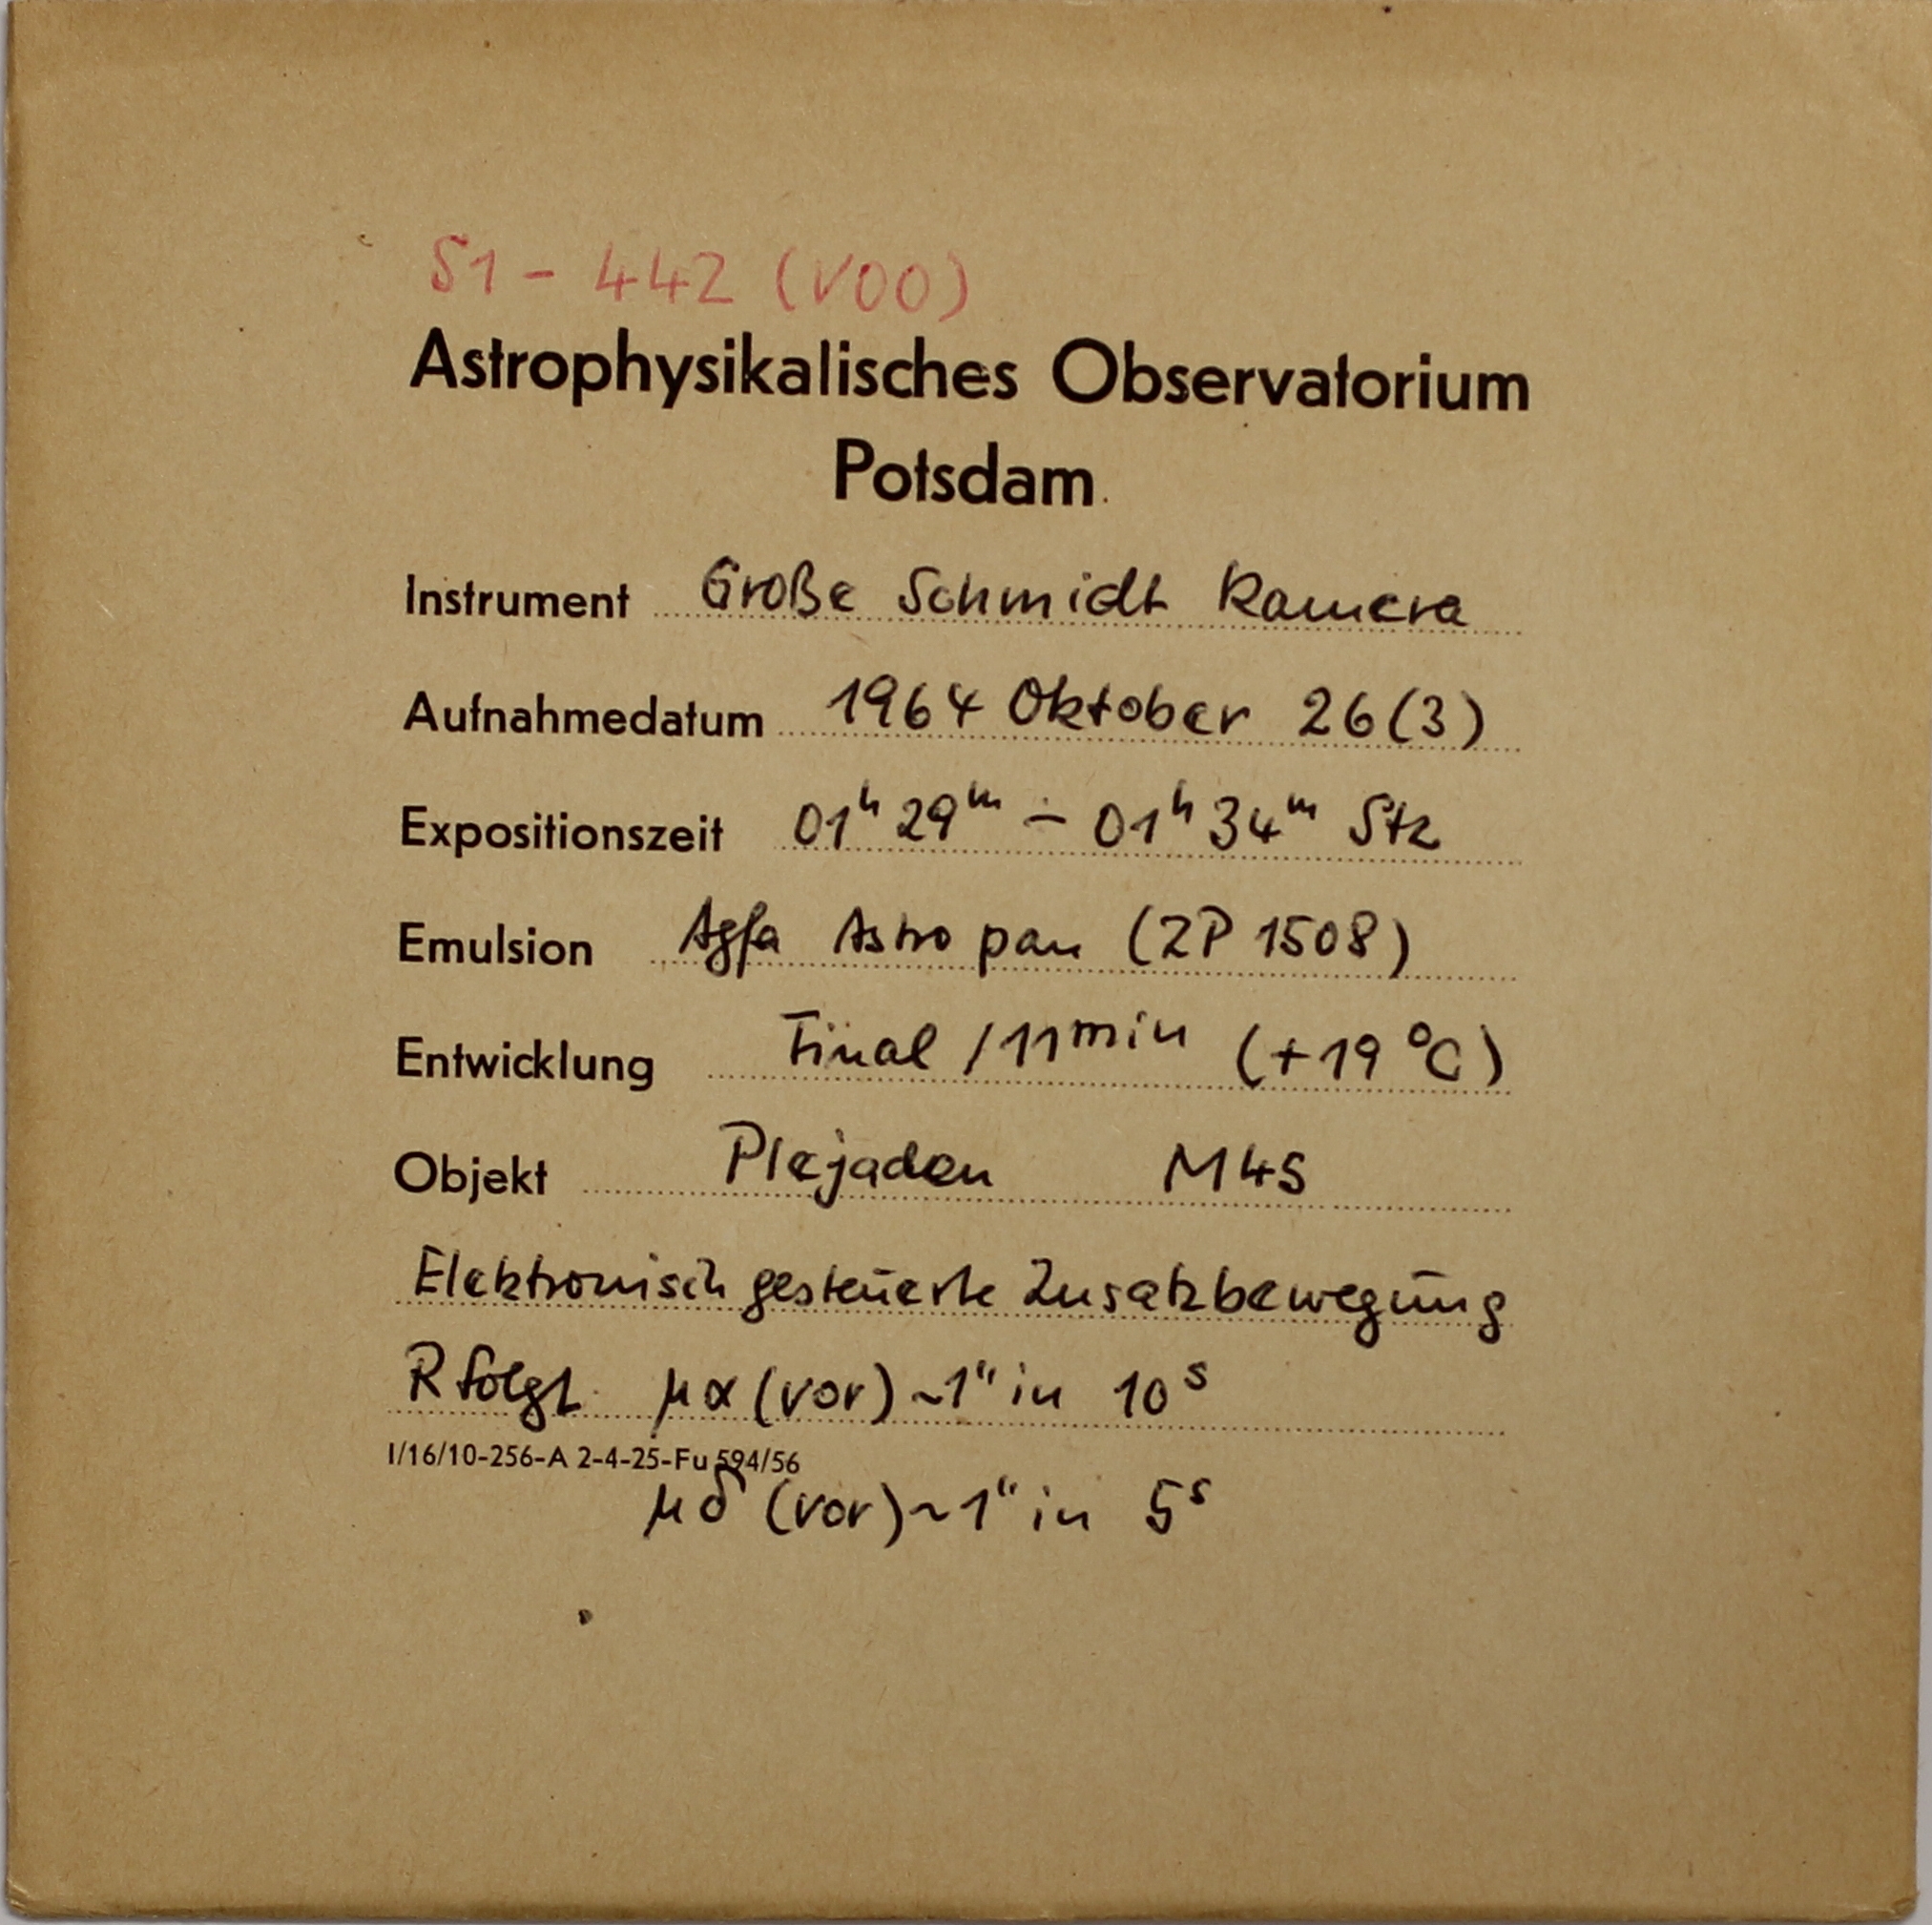 S1 - 442 (V00)
Astrophysikalisches Observatorium
Potsdam
Instrument Große Schmidt Kamera
Aufnahmedatum 1964 Oktober 26 (3)
Expositionszeit 01ʰ 29ᵐ - 01ʰ 34ᵐ Stz
Emulsion Agfa Astro pan (ZP 1508)
Entwicklung Final / 11 min (+19 °C)
Objekt Plejaden M45
Elektronisch gesteuerte Zusatzbewegung
R folgt μα (vor) ~1" in 10ˢ
I/16/10-256-A 2-4-25-Fu 594/56
μδ (vor) ~1" in 5ˢ